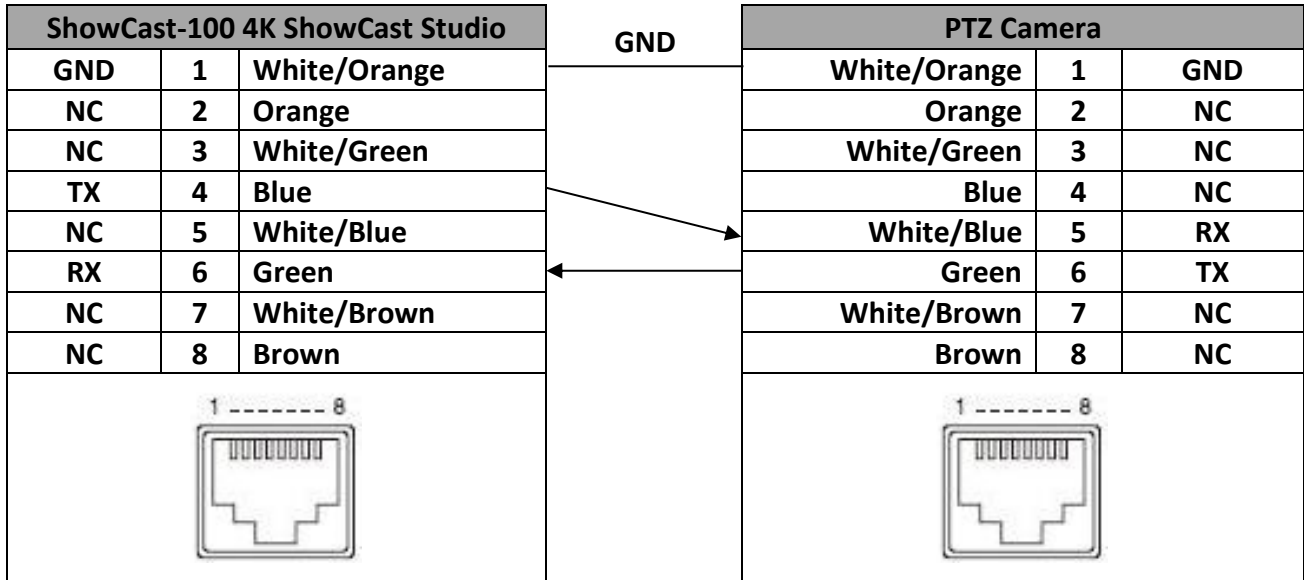 ShowCast-100 4K ShowCast Studio GND PTZ Camera
GND 1 White/Orange White/Orange 1 GND
NC 2 Orange Orange 2 NC
NC 3 White/Green White/Green 3 NC
TX 4 Blue Blue 4 NC
NC 5 White/Blue White/Blue 5 RX
RX 6 Green Green 6 TX
NC 7 White/Brown White/Brown 7 NC
NC 8 Brown Brown 8 NC
1 ------- 8 1 ------- 8